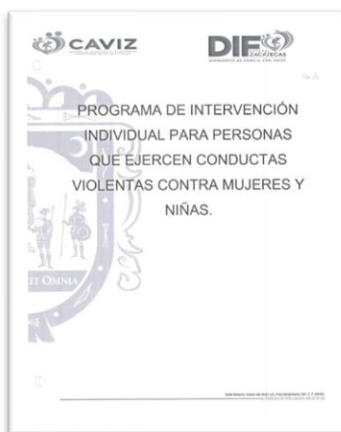 CAVIZ
DIF
ZACATECAS
PROGRAMA DE INTERVENCIÓN
INDIVIDUAL PARA PERSONAS
QUE EJERCEN CONDUCTAS
VIOLENTAS CONTRA MUJERES Y
NIÑAS.
OMNIA